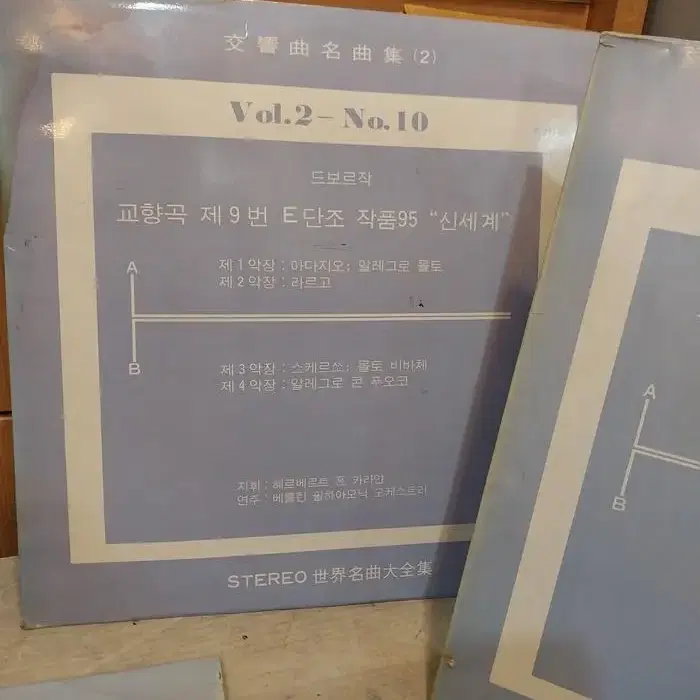 交響曲名曲集 (2)
Vol.2 - No.10
드보르작
교향곡 제9번 E단조 작품95 "신세계"
A
제1악장 : 아다지오; 알레그로 몰토
제2악장 : 라르고
B
제3악장 : 스케르쏘; 몰토 비바체
제4악장 : 알레그로 콘 푸오코
지휘 : 헤르베르트 폰 카라얀
연주 : 베를린 필하아모닉 오케스트러
STEREO 世界名曲大全集
A
B